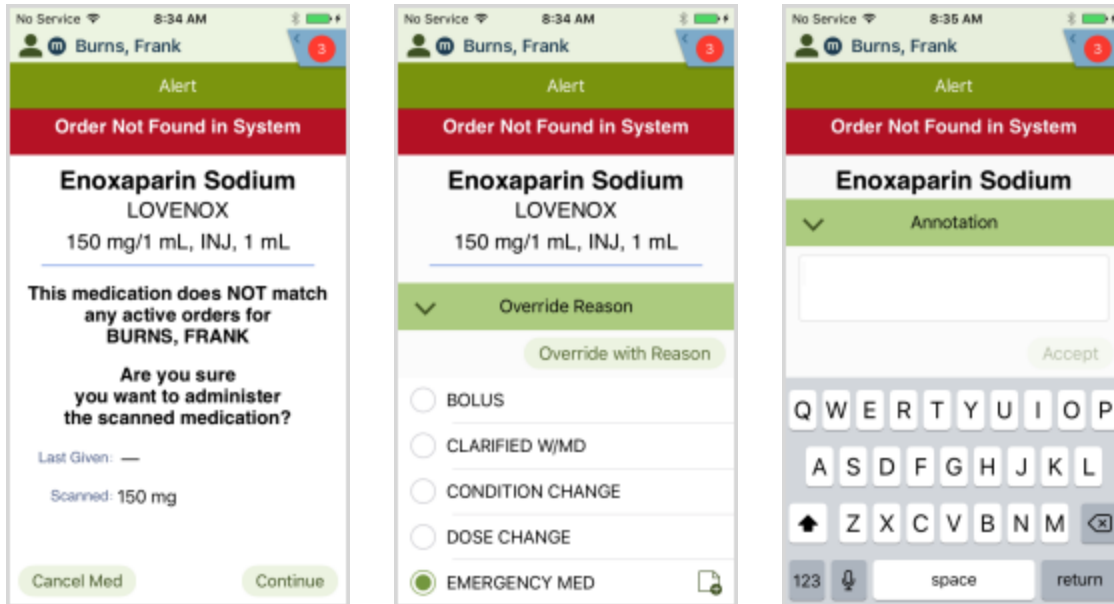 No Service 8:34 AM
m Burns, Frank 3
Alert
Order Not Found in System
Enoxaparin Sodium
LOVENOX
150 mg/1 mL, INJ, 1 mL
This medication does NOT match
any active orders for
BURNS, FRANK
Are you sure
you want to administer
the scanned medication?
Last Given: —
Scanned: 150 mg
Cancel Med Continue
No Service 8:34 AM
m Burns, Frank 3
Alert
Order Not Found in System
Enoxaparin Sodium
LOVENOX
150 mg/1 mL, INJ, 1 mL
Override Reason
Override with Reason
BOLUS
CLARIFIED W/MD
CONDITION CHANGE
DOSE CHANGE
EMERGENCY MED
No Service 8:35 AM
m Burns, Frank 3
Alert
Order Not Found in System
Enoxaparin Sodium
Annotation
Accept
Q W E R T Y U I O P
A S D F G H J K L
Z X C V B N M
123 space return